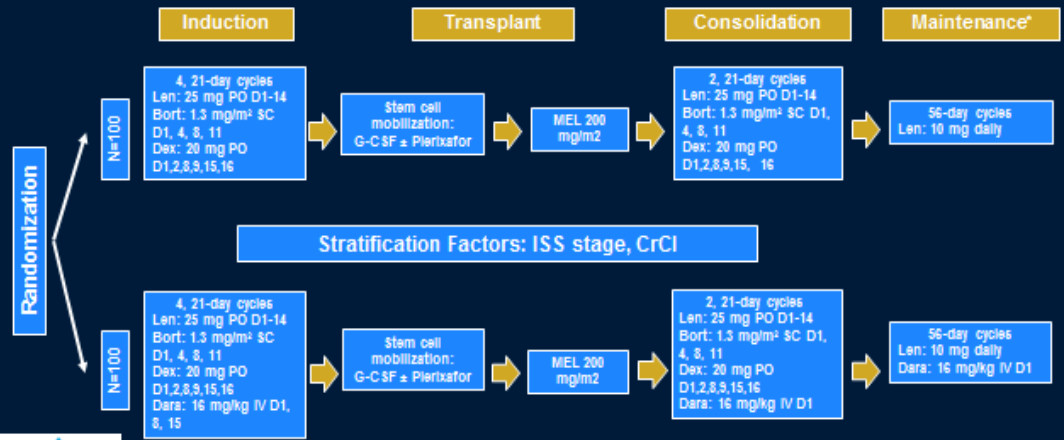 Induction
Transplant
Consolidation
Maintenance*
Randomization
N=100
4, 21-day cycles
Len: 25 mg PO D1-14
Bort: 1.3 mg/m² SC
D1, 4, 8, 11
Dex: 20 mg PO
D1,2,8,9,15,16
Stem cell
mobilization:
G-CSF ± Plerixafor
MEL 200
mg/m2
2, 21-day cycles
Len: 25 mg PO D1-14
Bort: 1.3 mg/m² SC D1,
4, 8, 11
Dex: 20 mg PO
D1,2,8,9,15, 16
56-day cycles
Len: 10 mg daily
Stratification Factors: ISS stage, CrCl
N=100
4, 21-day cycles
Len: 25 mg PO D1-14
Bort: 1.3 mg/m² SC
D1, 4, 8, 11
Dex: 20 mg PO
D1,2,8,9,15,16
Dara: 16 mg/kg IV D1,
8, 15
Stem cell
mobilization:
G-CSF ± Plerixafor
MEL 200
mg/m2
2, 21-day cycles
Len: 25 mg PO D1-14
Bort: 1.3 mg/m² SC D1,
4, 8, 11
Dex: 20 mg PO
D1,2,8,9,15,16
Dara: 16 mg/kg IV D1
56-day cycles
Len: 10 mg daily
Dara: 16 mg/kg IV D1